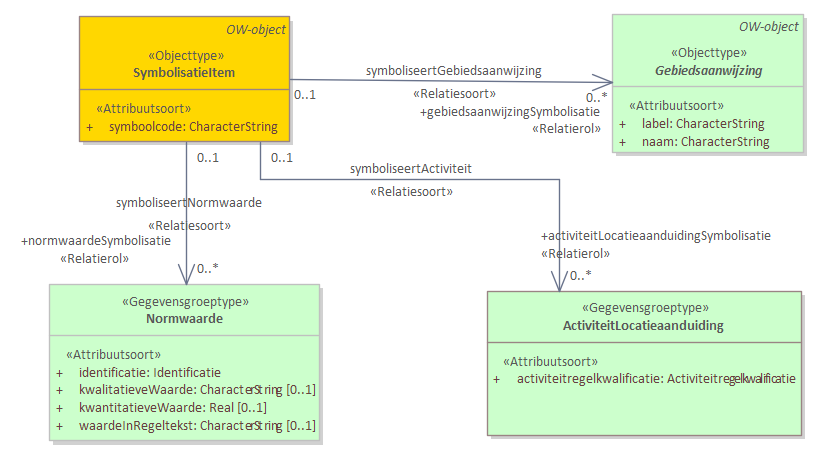 OW-object
«Objecttype»
SymbolisatieItem
«Attribuutsoort»
+ symboolcode: CharacterString
OW-object
«Objecttype»
Gebiedsaanwijzing
«Attribuutsoort»
+ label: CharacterString
+ naam: CharacterString
symboliseertGebiedsaanwijzing
0..1
«Relatiesoort»
0..*
+gebiedsaanwijzingSymbolisatie
«Relatierol»
0..1
0..1
symboliseertActiviteit
«Relatiesoort»
symboliseertNormwaarde
«Relatiesoort»
+normwaardeSymbolisatie
«Relatierol»
0..*
+activiteitLocatieaanduidingSymbolisatie
«Relatierol»
0..*
«Gegevensgroeptype»
Normwaarde
«Attribuutsoort»
+ identificatie: Identificatie
+ kwalitatieveWaarde: CharacterString [0..1]
+ kwantitatieveWaarde: Real [0..1]
+ waardeInRegeltekst: CharacterString [0..1]
«Gegevensgroeptype»
ActiviteitLocatieaanduiding
«Attribuutsoort»
+ activiteitregelkwalificatie: Activiteitregelkwalificatie